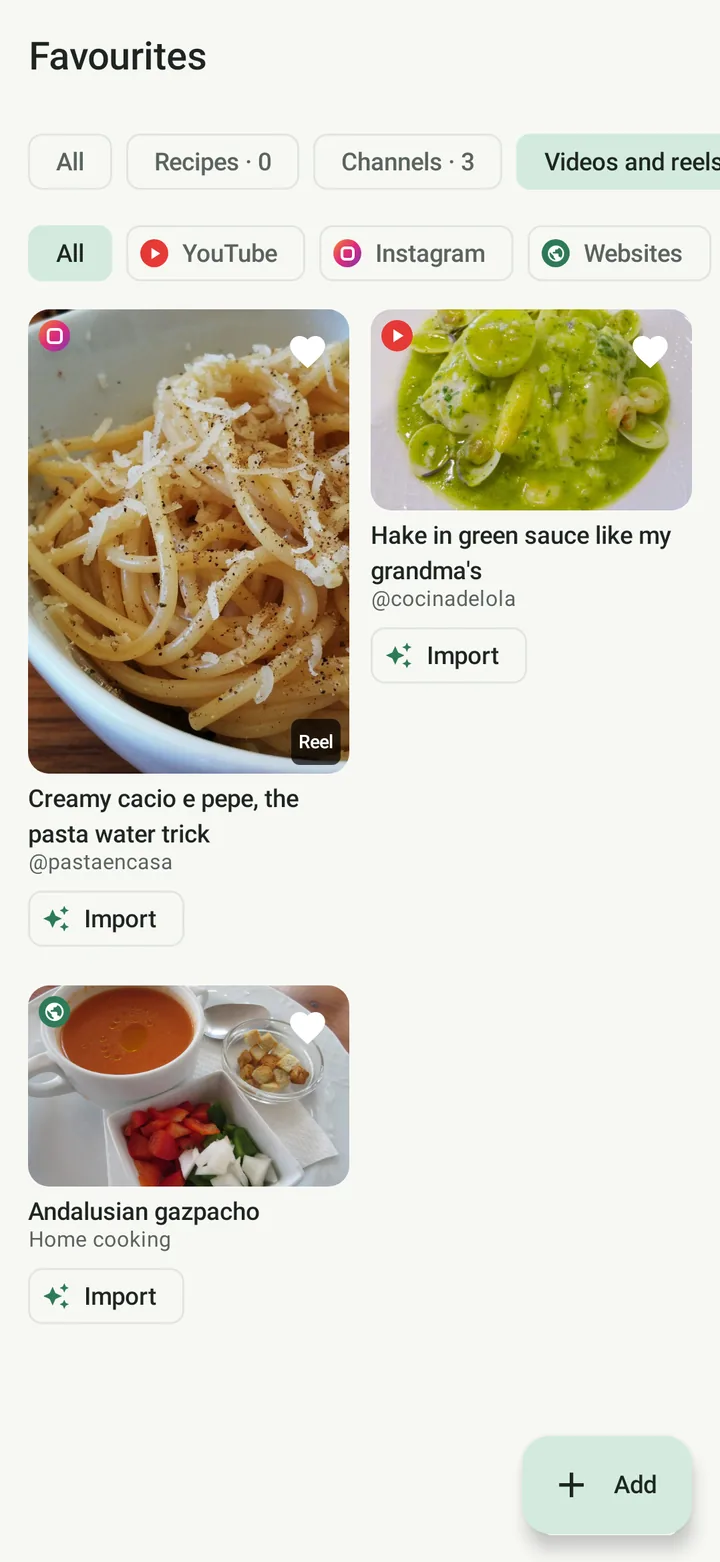 Favourites
All
Recipes · 0
Channels · 3
Videos and reels
All
YouTube
Instagram
Websites
Reel
Creamy cacio e pepe, the
pasta water trick
@pastaencasa
Import
Hake in green sauce like my
grandma's
@cocinadelola
Import
Andalusian gazpacho
Home cooking
Import
Add